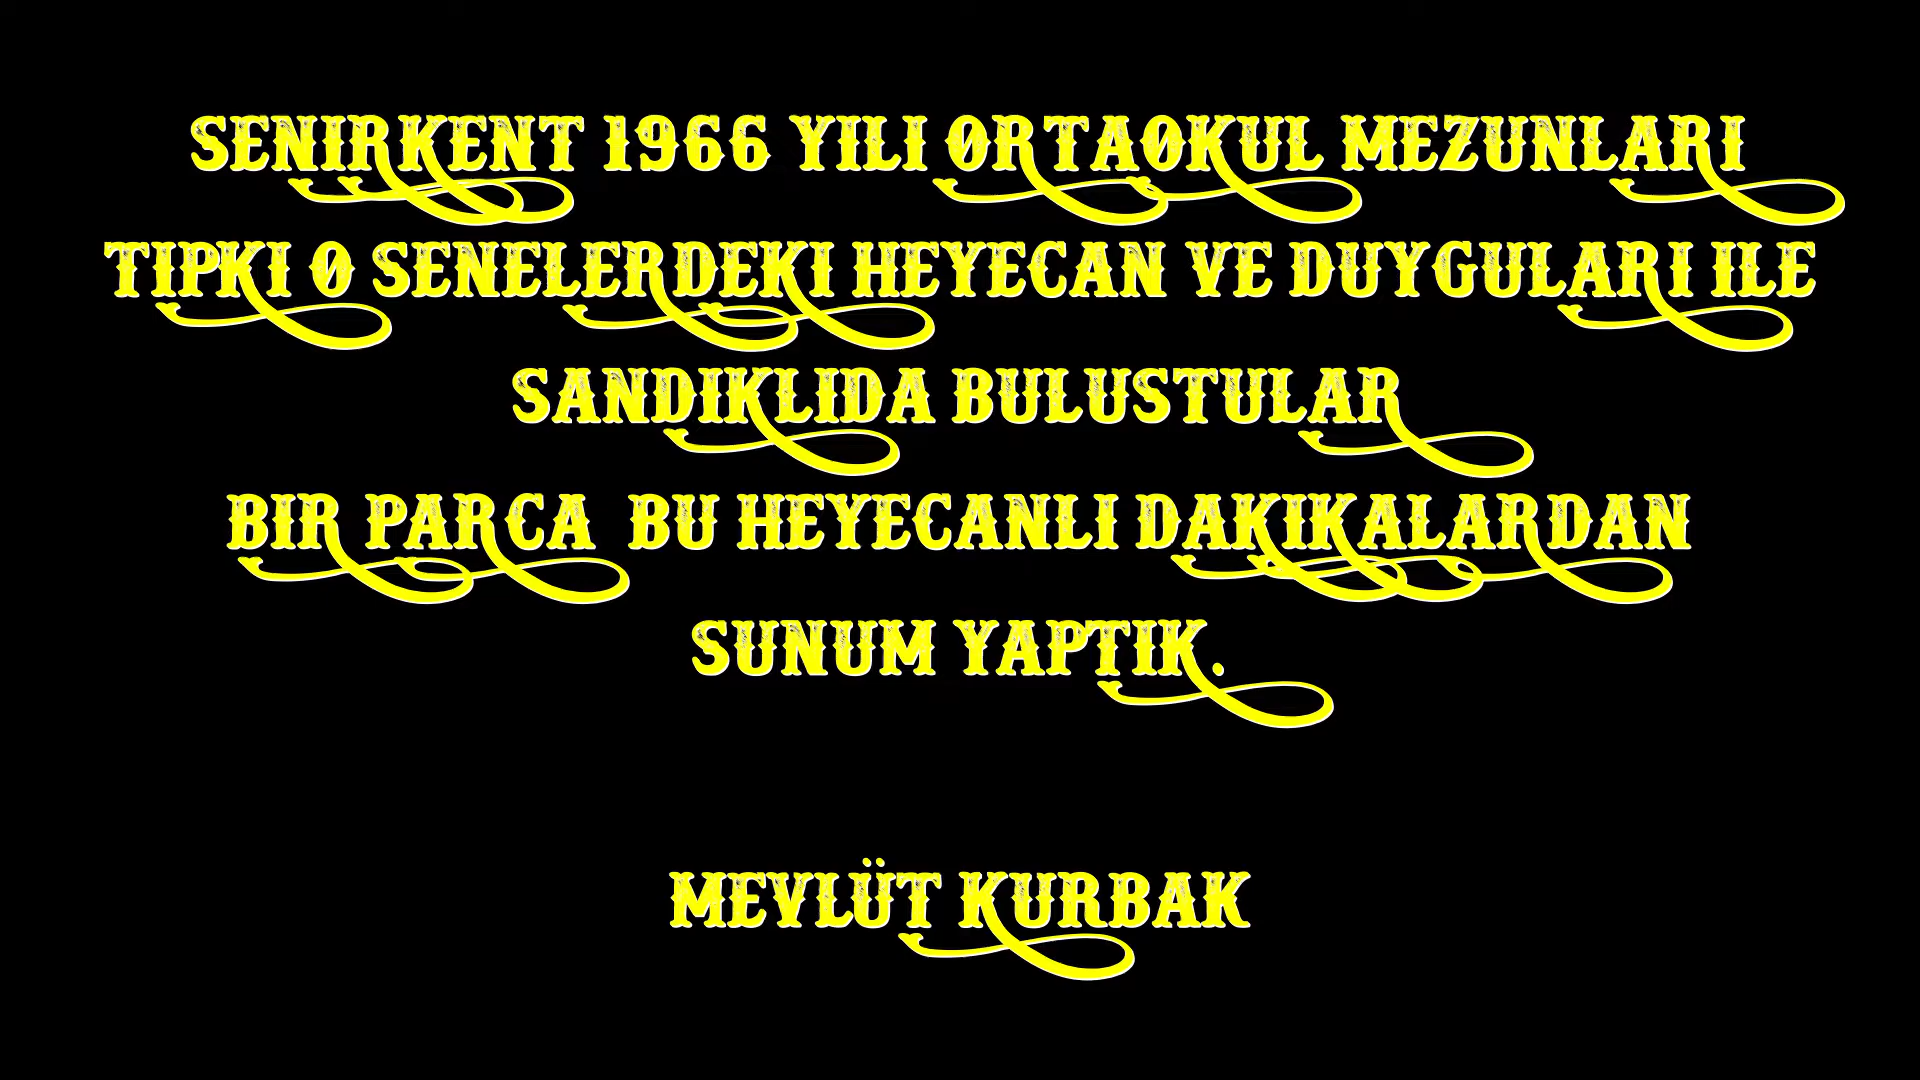 SENIRKENT 1966 YILI ORTAOKUL MEZUNLARI
TIPKI O SENELERDEKI HEYECAN VE DUYGULARI ILE
SANDIKLIDA BULUSTULAR
BIR PARCA BU HEYECANLI DAKIKALARDAN
SUNUM YAPTIK.
MEVLÜT KURBAK